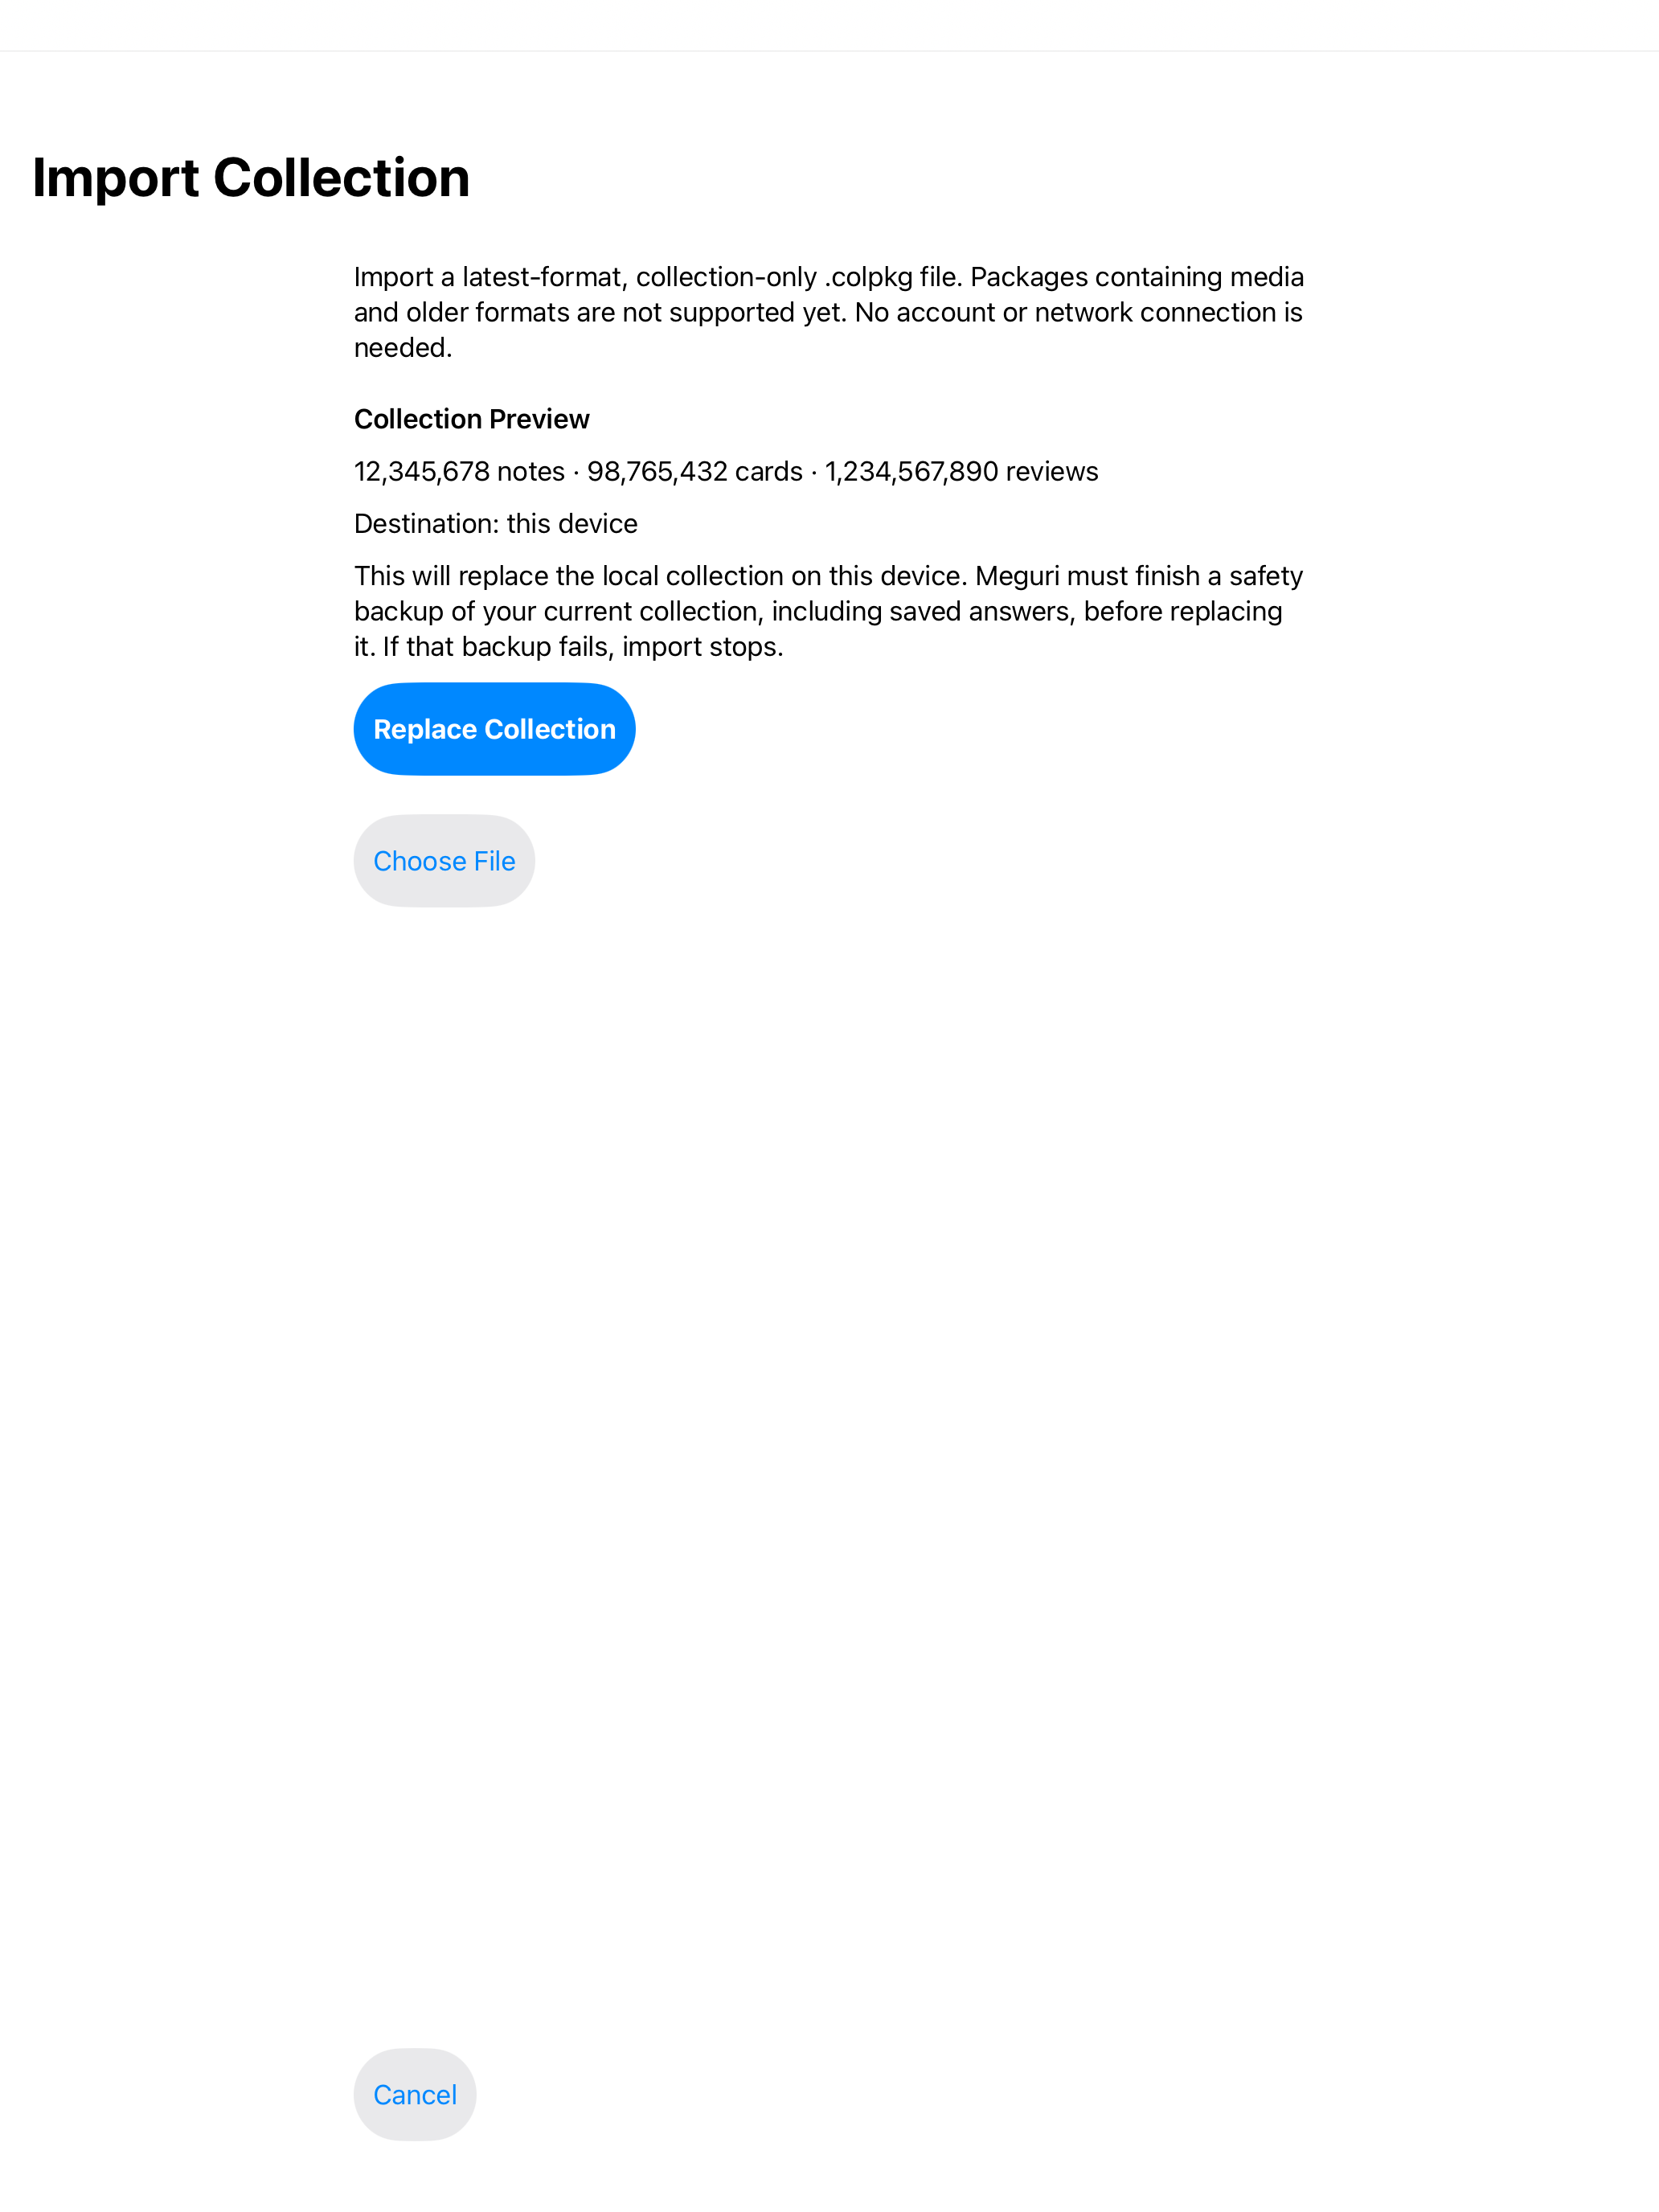 Import Collection
Import a latest-format, collection-only .colpkg file. Packages containing media
and older formats are not supported yet. No account or network connection is
needed.
Collection Preview
12,345,678 notes · 98,765,432 cards · 1,234,567,890 reviews
Destination: this device
This will replace the local collection on this device. Meguri must finish a safety
backup of your current collection, including saved answers, before replacing
it. If that backup fails, import stops.
Replace Collection
Choose File
Cancel